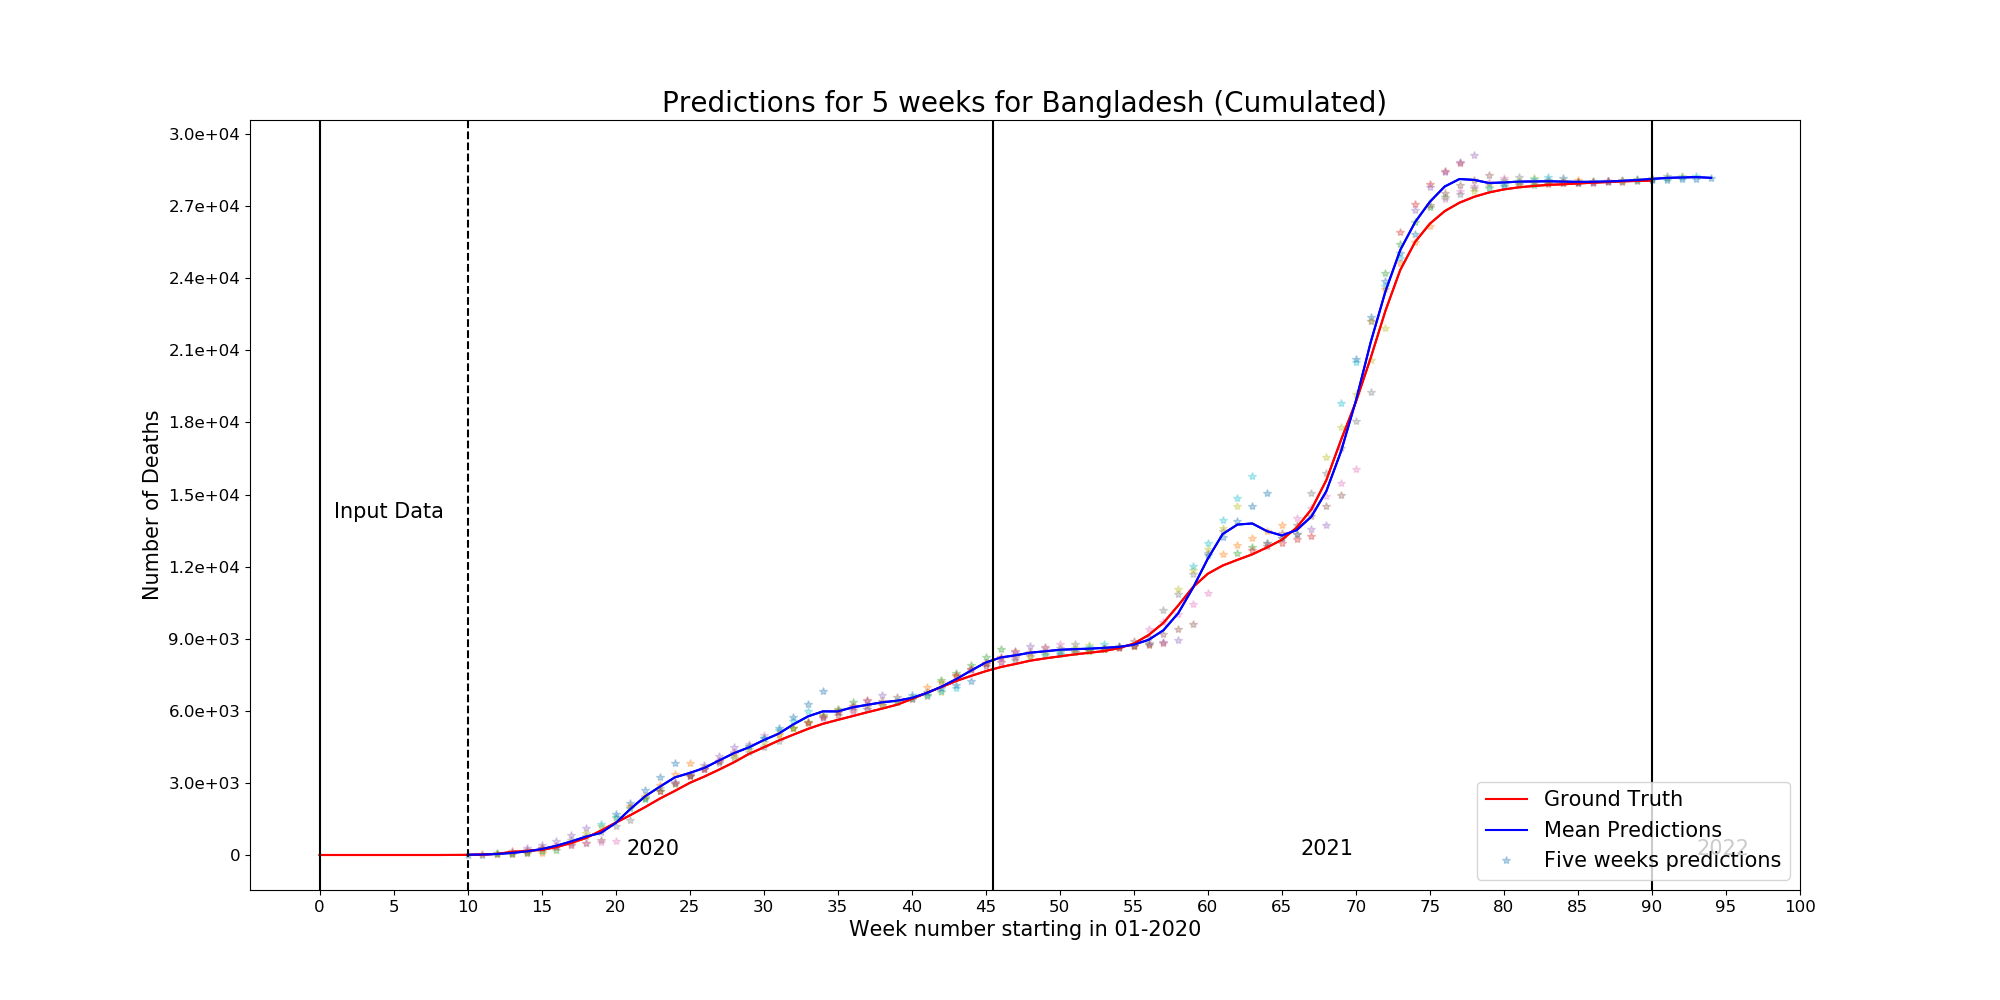 Predictions for 5 weeks for Bangladesh (Cumulated)
3.0e+04
2.7e+04
2.4e+04
2.1e+04
1.8e+04
1.5e+04
1.2e+04
9.0e+03
6.0e+03
3.0e+03
0
Number of Deaths
Input Data
2020
2021
2022
Ground Truth
Mean Predictions
Five weeks predictions
0 5 10 15 20 25 30 35 40 45 50 55 60 65 70 75 80 85 90 95 100
Week number starting in 01-2020